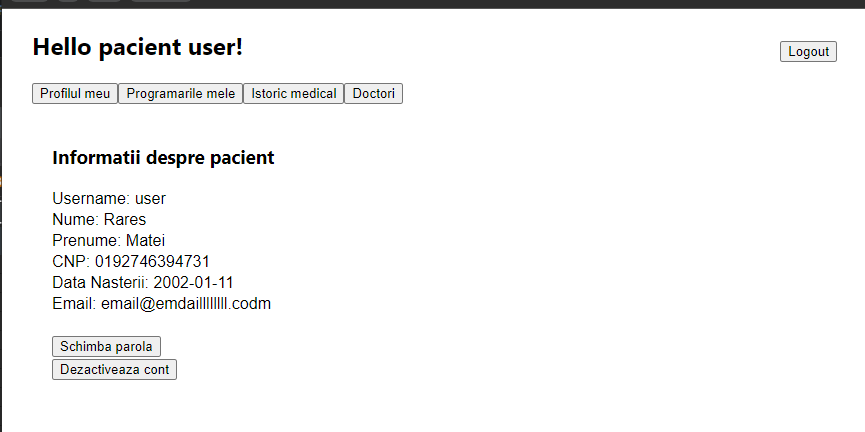 Hello pacient user!
Logout
Profilul meu Programarile mele Istoric medical Doctori
Informatii despre pacient
Username: user
Nume: Rares
Prenume: Matei
CNP: 0192746394731
Data Nasterii: 2002-01-11
Email: email@emdaillllllll.codm
Schimba parola
Dezactiveaza cont